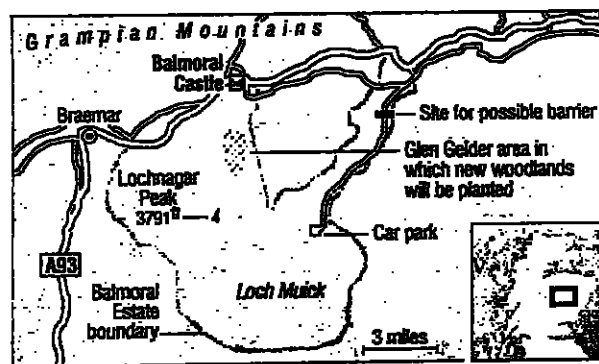 Grampian Mountains
Balmoral
Castle
Braemar
Site for possible barrier
Glen Gelder area in
which new woodlands
will be planted
Lochnagar
Peak
3791ft
Car park
A93
Loch Muick
Balmoral
Estate
boundary
3 miles